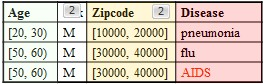 Age 2 x Zipcode 2 Disease
[20, 30) M [10000, 20000] pneumonia
[50, 60) M [30000, 40000] flu
[50, 60) M [30000, 40000] AIDS